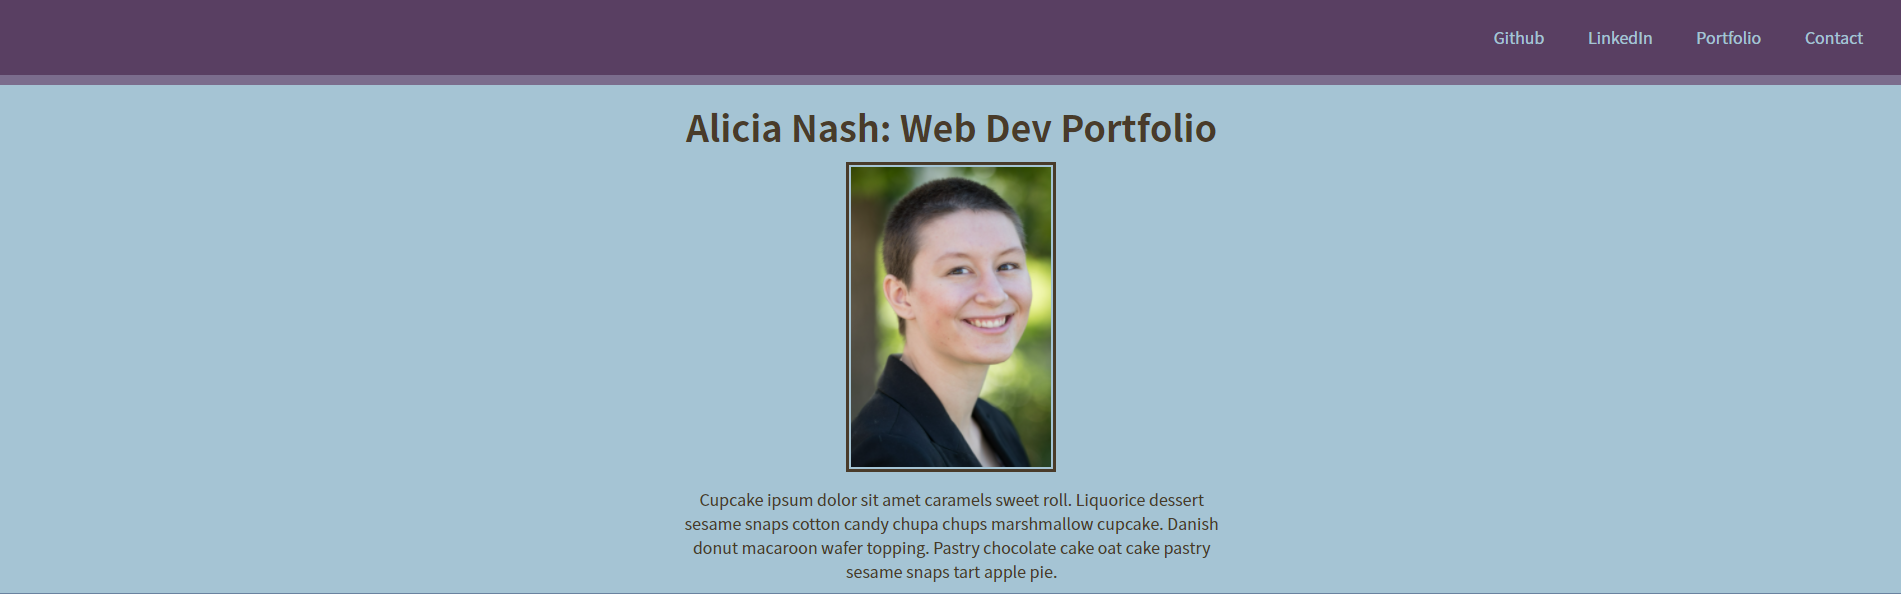 Github LinkedIn Portfolio Contact
Alicia Nash: Web Dev Portfolio
Cupcake ipsum dolor sit amet caramels sweet roll. Liquorice dessert
sesame snaps cotton candy chupa chups marshmallow cupcake. Danish
donut macaroon wafer topping. Pastry chocolate cake oat cake pastry
sesame snaps tart apple pie.